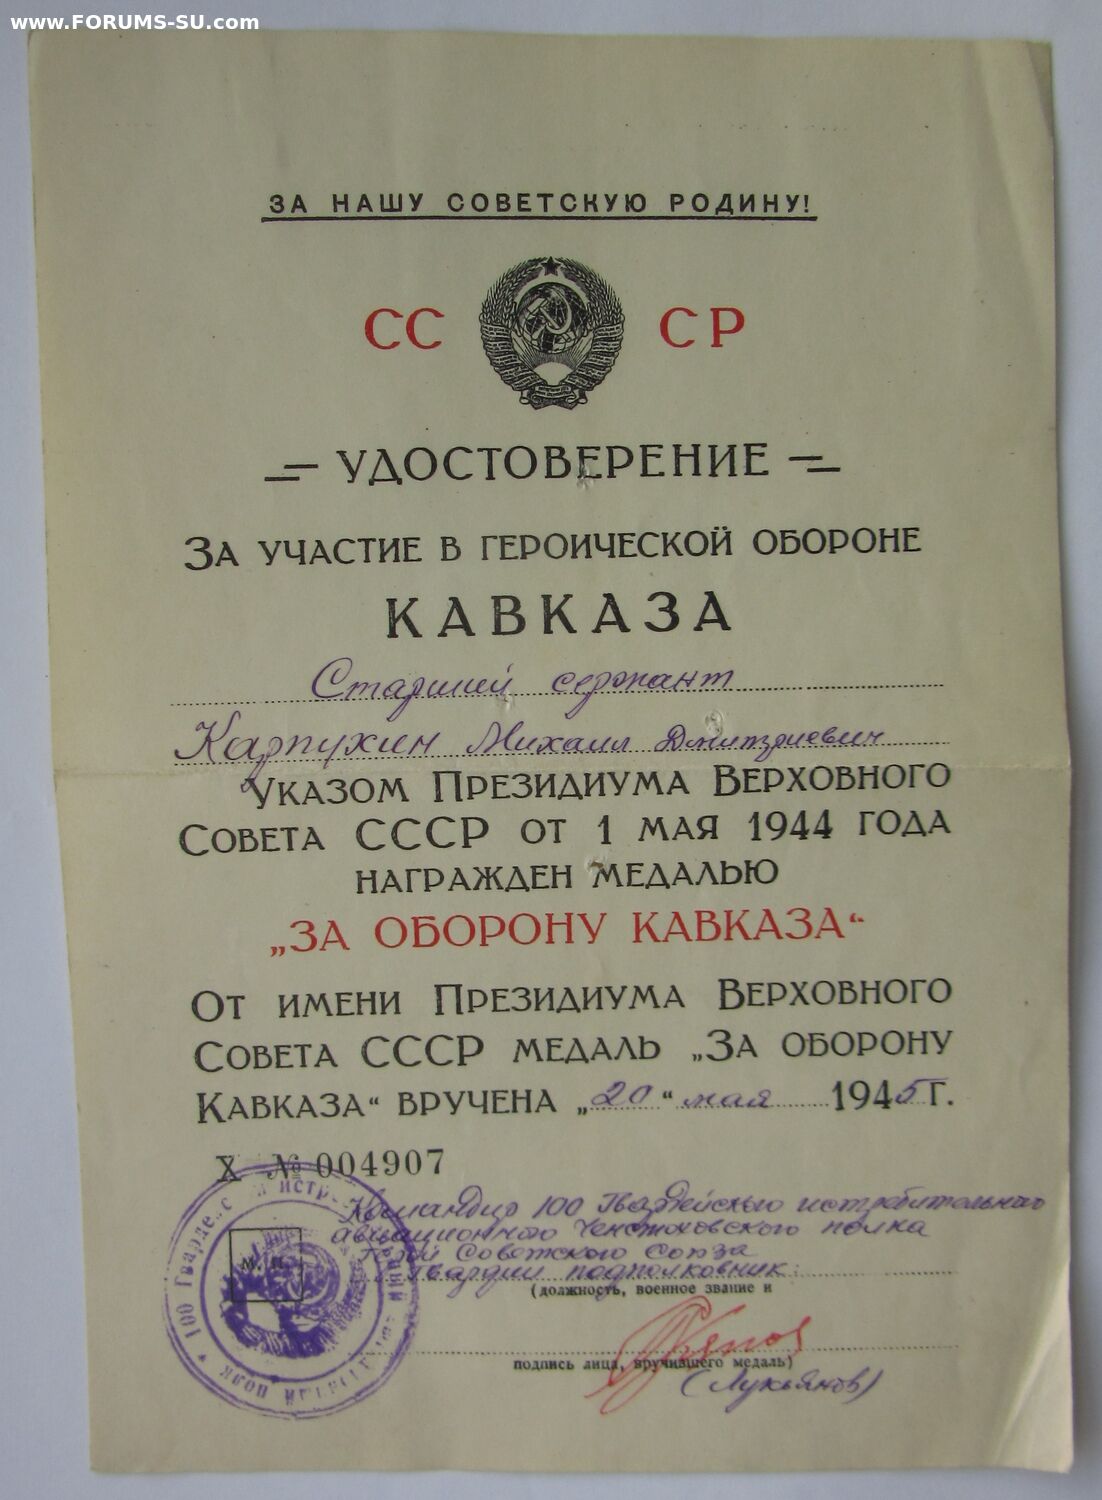 www.FORUMS-SU.com
ЗА НАШУ СОВЕТСКУЮ РОДИНУ!
СС СР
УДОСТОВЕРЕНИЕ
ЗА УЧАСТИЕ В ГЕРОИЧЕСКОЙ ОБОРОНЕ
КАВКАЗА
Старший сержант
Карпухин Михаил Дмитриевич
УКАЗОМ ПРЕЗИДИУМА ВЕРХОВНОГО
СОВЕТА СССР ОТ 1 МАЯ 1944 ГОДА
НАГРАЖДЕН МЕДАЛЬЮ
„ЗА ОБОРОНУ КАВКАЗА“
ОТ ИМЕНИ ПРЕЗИДИУМА ВЕРХОВНОГО
СОВЕТА СССР МЕДАЛЬ „ЗА ОБОРОНУ
КАВКАЗА“ ВРУЧЕНА „20“ мая 1945 Г.
Х № 004907
Командир 100 Гвардейского истребительного
авиационного Ченстоховского полка
Герой Советского Союза
гвардии подполковник:
(должность, военное звание и
подпись лица, вручившего медаль)
(Лукьянов)
М. П.
100 Гвардейс
полк